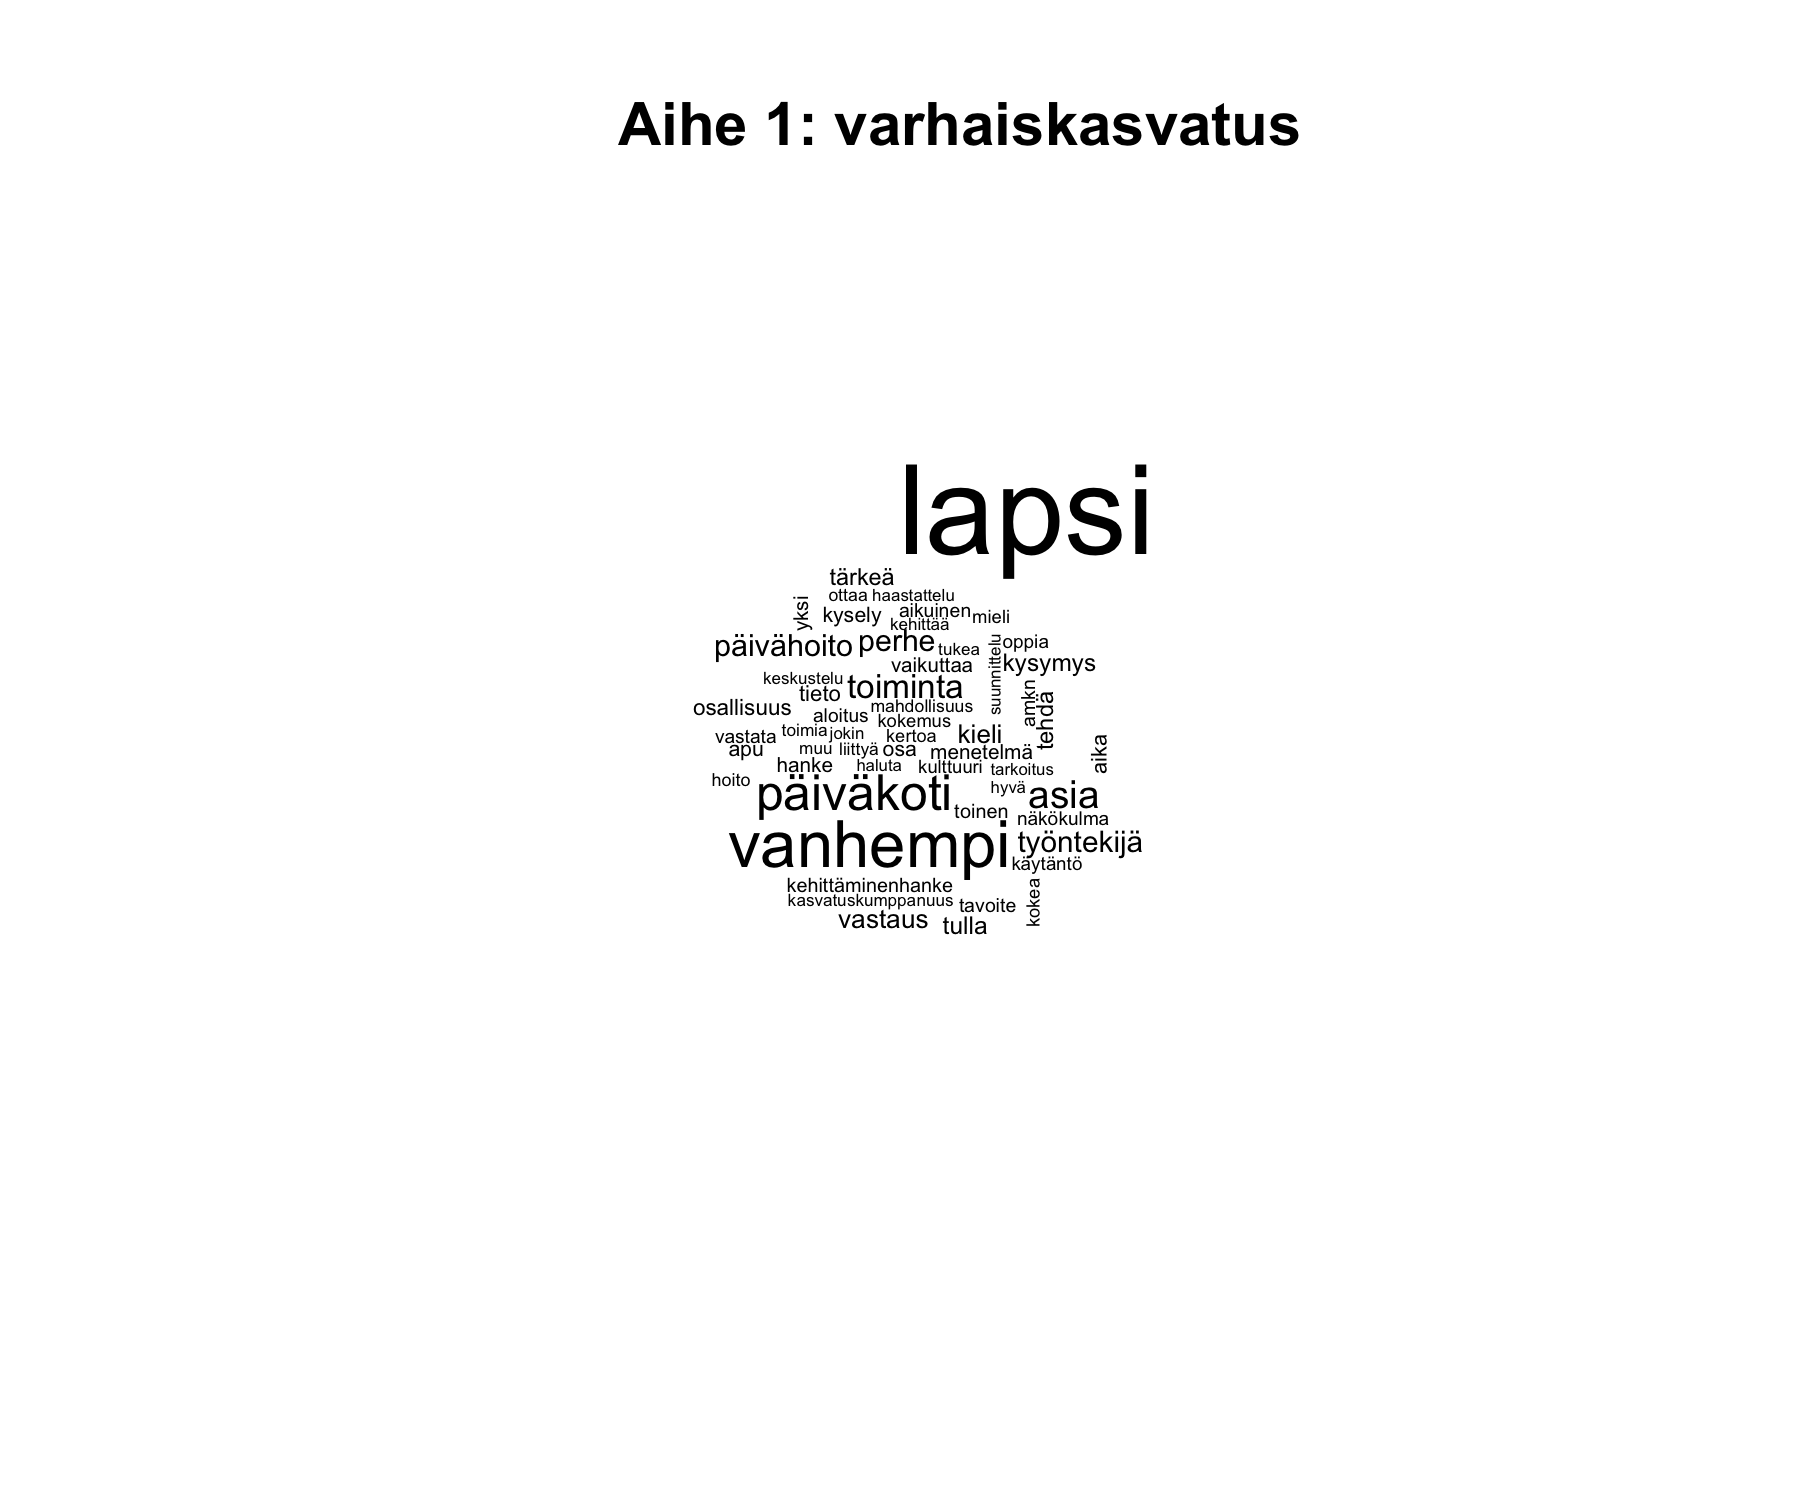 Aihe 1: varhaiskasvatus
lapsi
tärkeä
ottaa haastattelu
yksi kysely aikuinen mieli
kehittää
päivähoito perhe tukea suunnittelu oppia
vaikuttaa kysymys
keskustelu
tieto toiminta amkn tehdä
osallisuus mahdollisuus
aloitus kokemus
vastata toimia jokin kertoa kieli aika
apu muu liittyä osa menetelmä
hanke haluta kulttuuri tarkoitus
hoito päiväkoti hyvä asia
toinen näkökulma
vanhempi työntekijä
käytäntö
kehittäminenhanke kokea
kasvatuskumppanuus tavoite
vastaus tulla